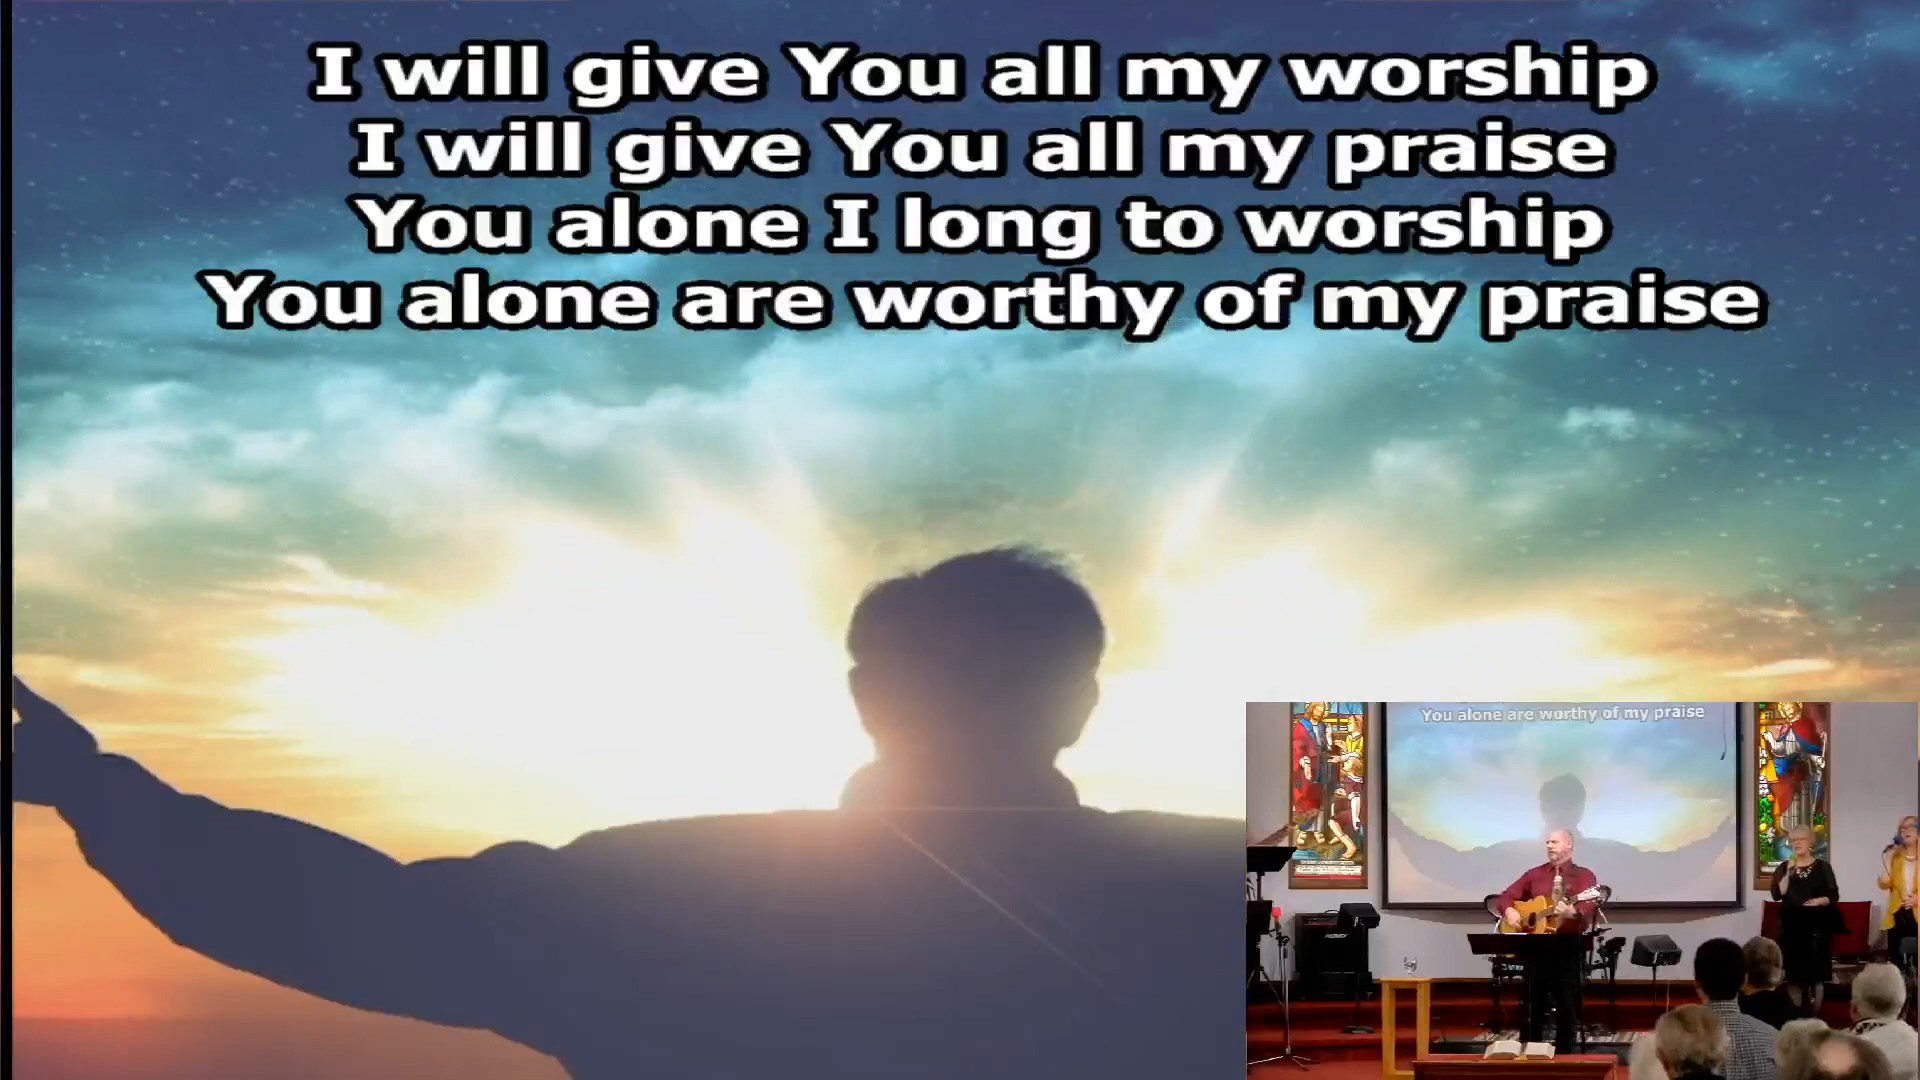 I will give You all my worship
I will give You all my praise
You alone I long to worship
You alone are worthy of my praise
You alone are worthy of my praise